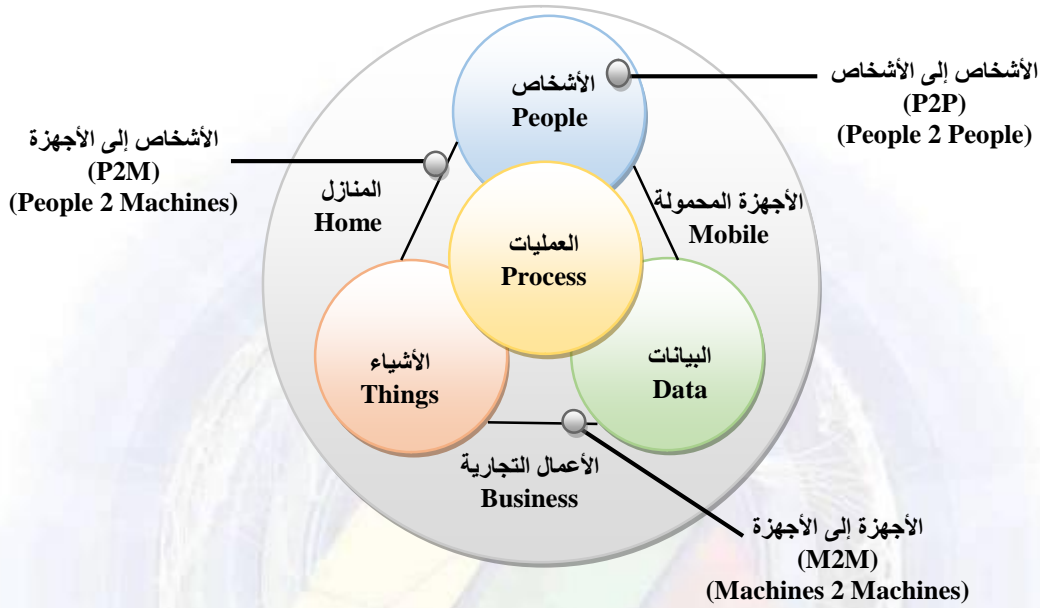 الأشخاص
People
الأشخاص إلى الأشخاص
(P2P)
(People 2 People)
الأشخاص إلى الأجهزة
(P2M)
(People 2 Machines)
المنازل
Home
الأجهزة المحمولة
Mobile
العمليات
Process
الأشياء
Things
البيانات
Data
الأعمال التجارية
Business
الأجهزة إلى الأجهزة
(M2M)
(Machines 2 Machines)